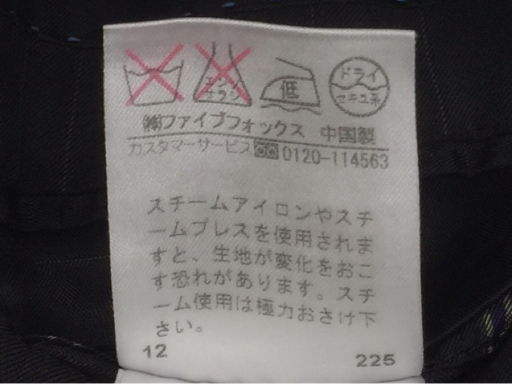 エンソ サラシ 低 ドライ セキユ系
㈱ファイブフォックス 中国製
カスタマーサービス 0120-114563
スチームアイロンやスチ
ームプレスを使用されま
すと、生地が変化をおこ
す恐れがあります。スチ
ーム使用は極力おさけ下
さい。
12 225